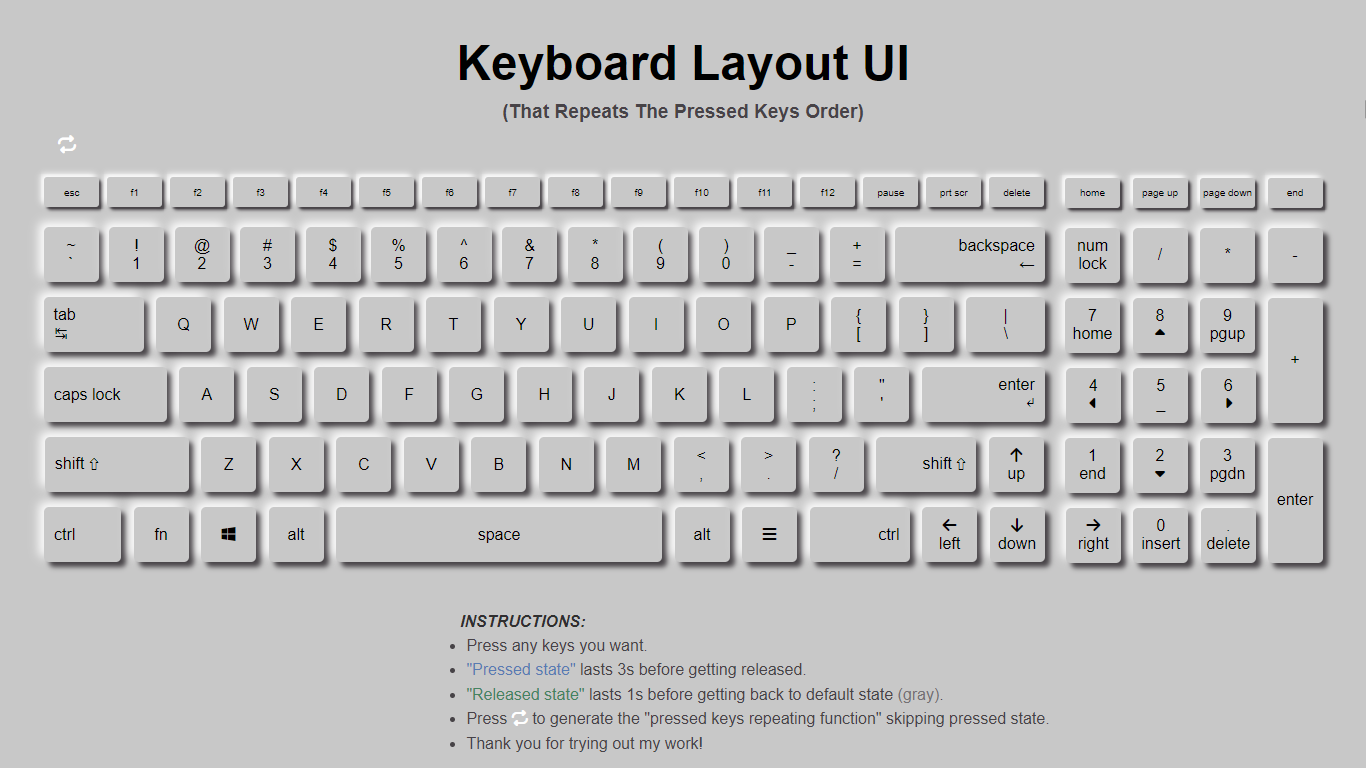 Keyboard Layout UI
(That Repeats The Pressed Keys Order)
esc f1 f2 f3 f4 f5 f6 f7 f8 f9 f10 f11 f12 pause prt scr delete home page up page down end
~ ! @ # $ % ^ & * ( ) _ + backspace num / * -
` 1 2 3 4 5 6 7 8 9 0 - = ← lock
tab Q W E R T Y U I O P { } | 7 8 9 +
↹ [ ] \ home ▲ pgup
caps lock A S D F G H J K L : " enter 4 5 6
; ' ↵ ◀ _ ▶
shift ⇧ Z X C V B N M < > ? shift ⇧ ↑ 1 2 3 enter
, . / up end ▼ pgdn
ctrl fn alt space alt ☰ ctrl ← ↓ → 0 .
left down right insert delete
INSTRUCTIONS:
• Press any keys you want.
• "Pressed state" lasts 3s before getting released.
• "Released state" lasts 1s before getting back to default state (gray).
• Press to generate the "pressed keys repeating function" skipping pressed state.
• Thank you for trying out my work!